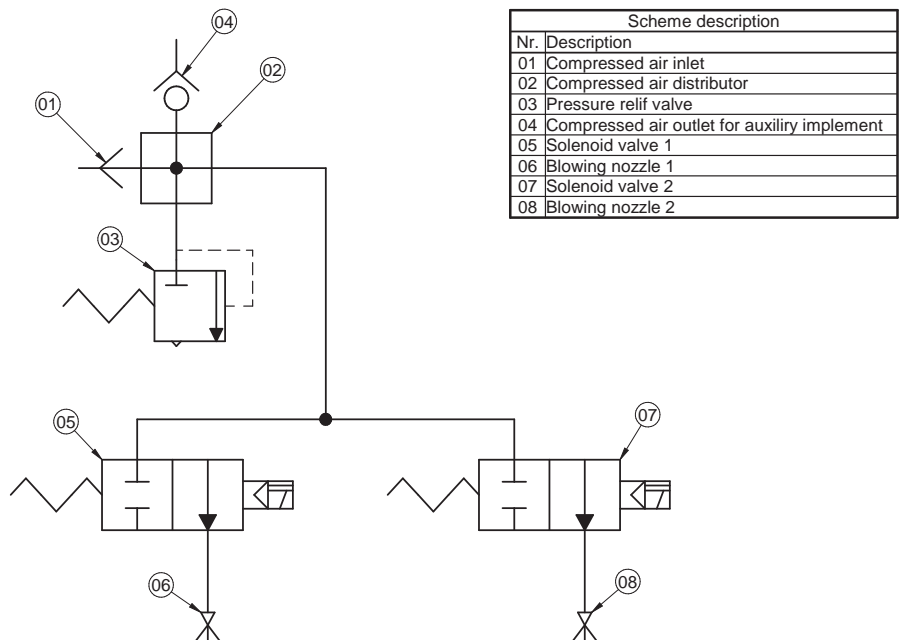 04
02
01
03
05
07
06
08
Scheme description
Nr. Description
01 Compressed air inlet
02 Compressed air distributor
03 Pressure relif valve
04 Compressed air outlet for auxiliry implement
05 Solenoid valve 1
06 Blowing nozzle 1
07 Solenoid valve 2
08 Blowing nozzle 2